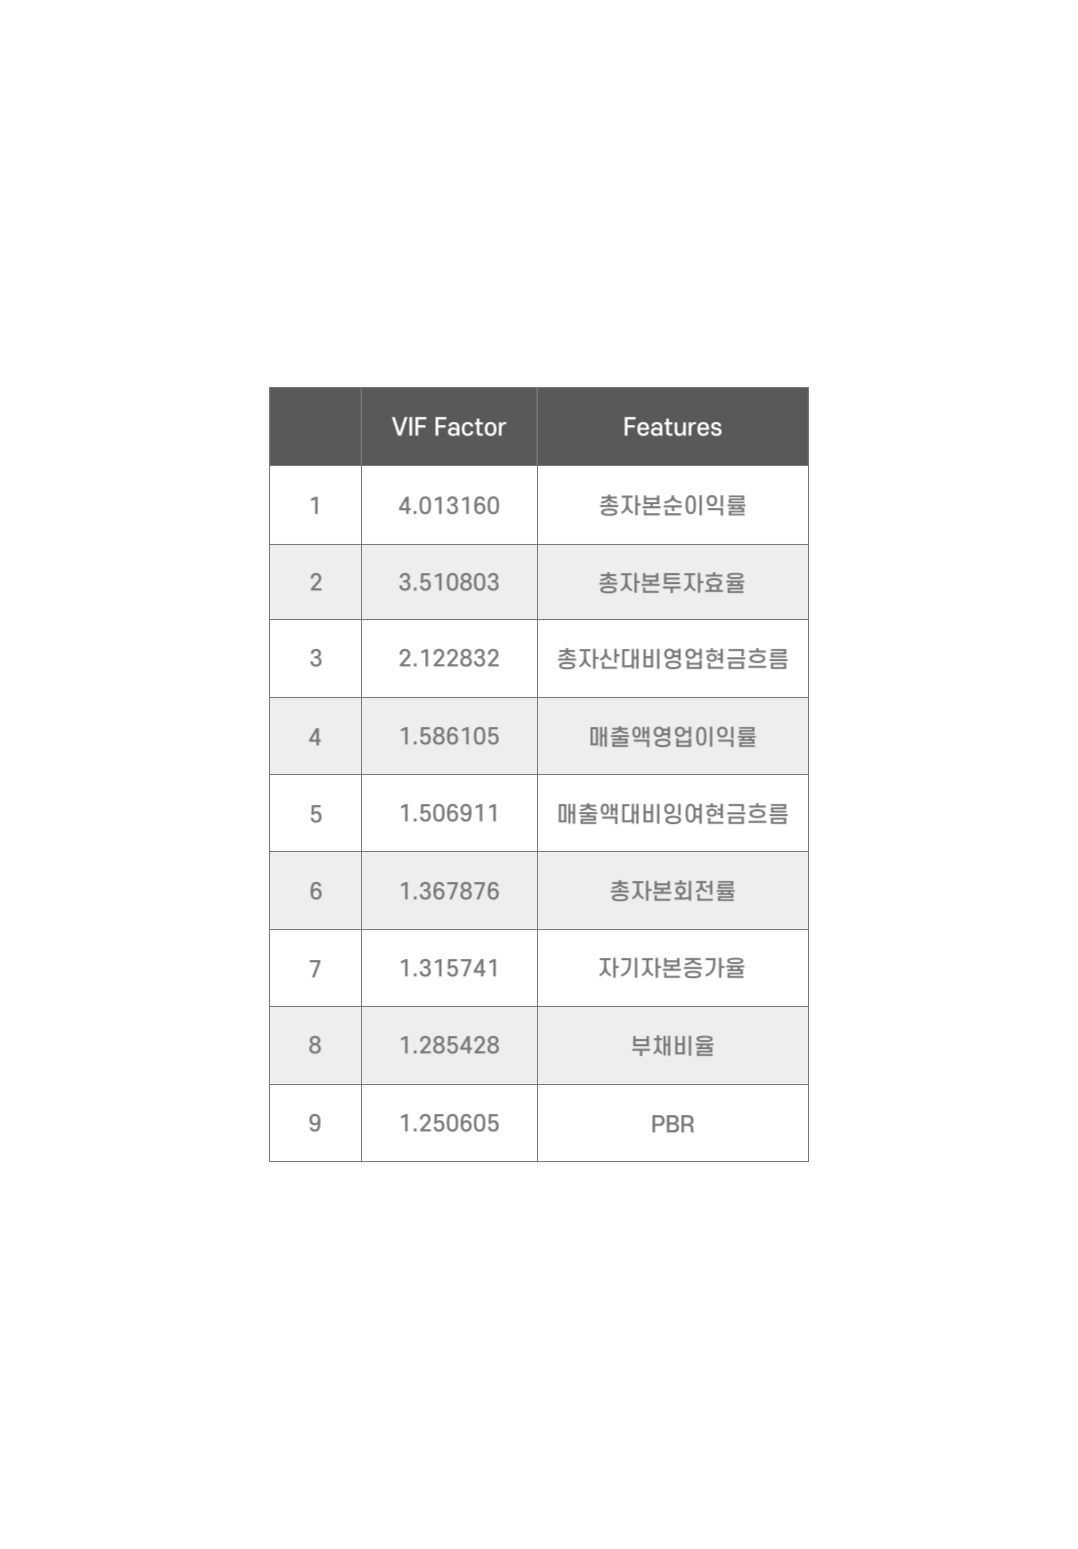 VIF Factor Features
1 4.013160 총자본순이익률
2 3.510803 총자본투자효율
3 2.122832 총자산대비영업현금흐름
4 1.586105 매출액영업이익률
5 1.506911 매출액대비잉여현금흐름
6 1.367876 총자본회전률
7 1.315741 자기자본증가율
8 1.285428 부채비율
9 1.250605 PBR